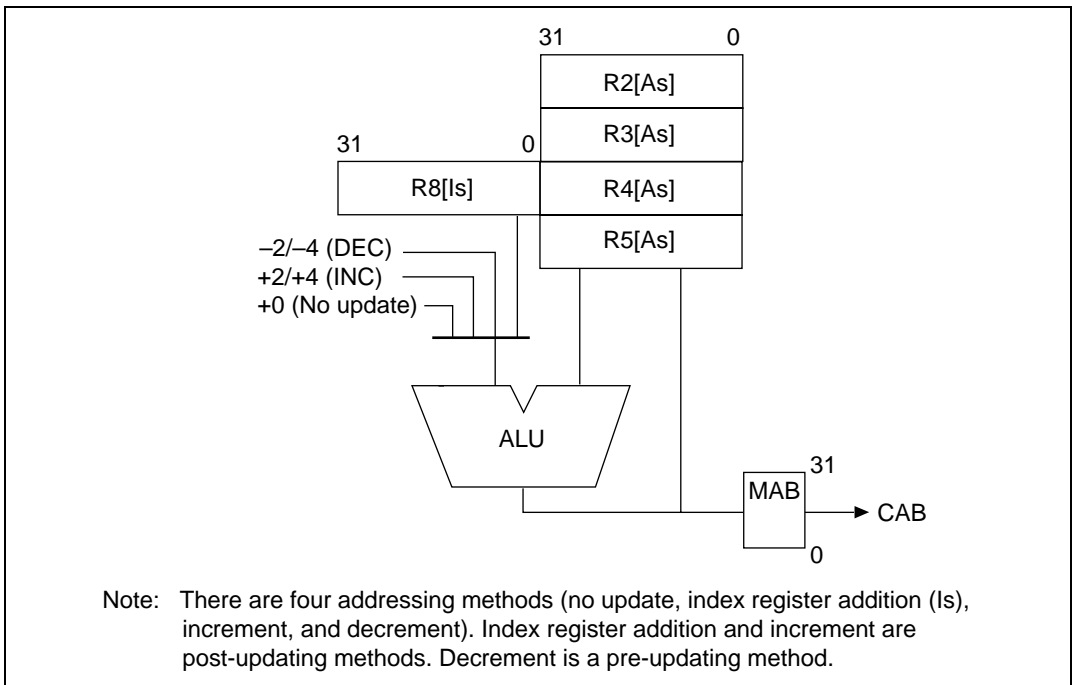 31 0
R2[As]
R3[As]
31 0
R8[Is] R4[As]
R5[As]
–2/–4 (DEC)
+2/+4 (INC)
+0 (No update)
ALU
31
MAB
CAB
0
Note: There are four addressing methods (no update, index register addition (Is),
increment, and decrement). Index register addition and increment are
post-updating methods. Decrement is a pre-updating method.